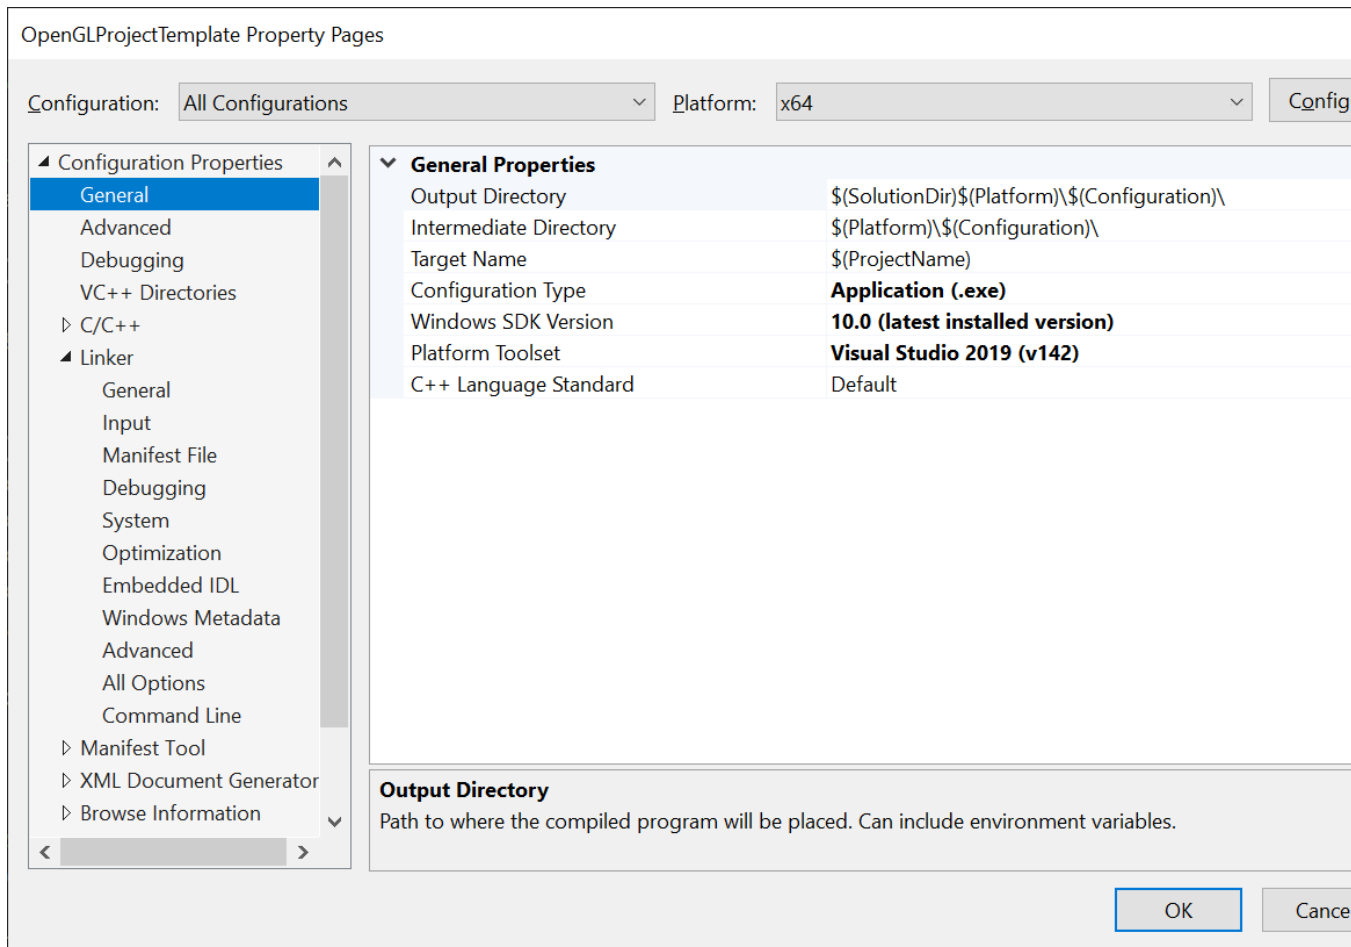 OpenGLProjectTemplate Property Pages
Configuration: All Configurations Platform: x64 Config
Configuration Properties
General
Advanced
Debugging
VC++ Directories
C/C++
Linker
General
Input
Manifest File
Debugging
System
Optimization
Embedded IDL
Windows Metadata
Advanced
All Options
Command Line
Manifest Tool
XML Document Generator
Browse Information
General Properties
Output Directory $(SolutionDir)$(Platform)\$(Configuration)\
Intermediate Directory $(Platform)\$(Configuration)\
Target Name $(ProjectName)
Configuration Type Application (.exe)
Windows SDK Version 10.0 (latest installed version)
Platform Toolset Visual Studio 2019 (v142)
C++ Language Standard Default
Output Directory
Path to where the compiled program will be placed. Can include environment variables.
OK Cance